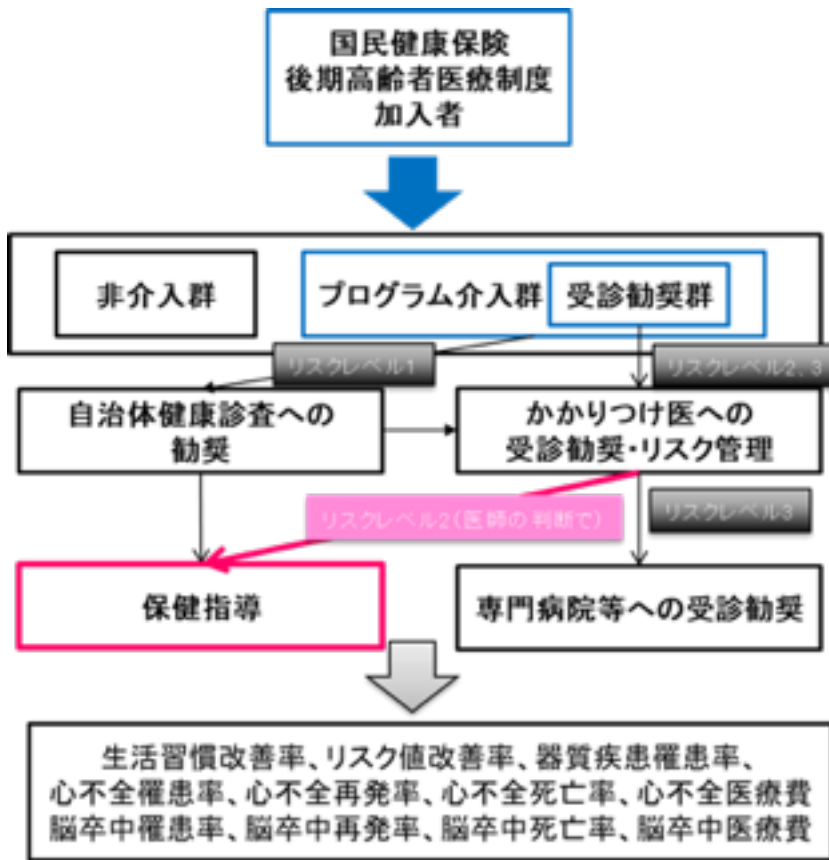 国民健康保険
後期高齢者医療制度
加入者
非介入群
プログラム介入群
受診勧奨群
リスクレベル1
リスクレベル2、3
自治体健康診査への
勧奨
かかりつけ医への
受診勧奨・リスク管理
リスクレベル2(医師の判断で)
リスクレベル3
保健指導
専門病院等への受診勧奨
生活習慣改善率、リスク値改善率、器質疾患罹患率、
心不全罹患率、心不全再発率、心不全死亡率、心不全医療費
脳卒中罹患率、脳卒中再発率、脳卒中死亡率、脳卒中医療費